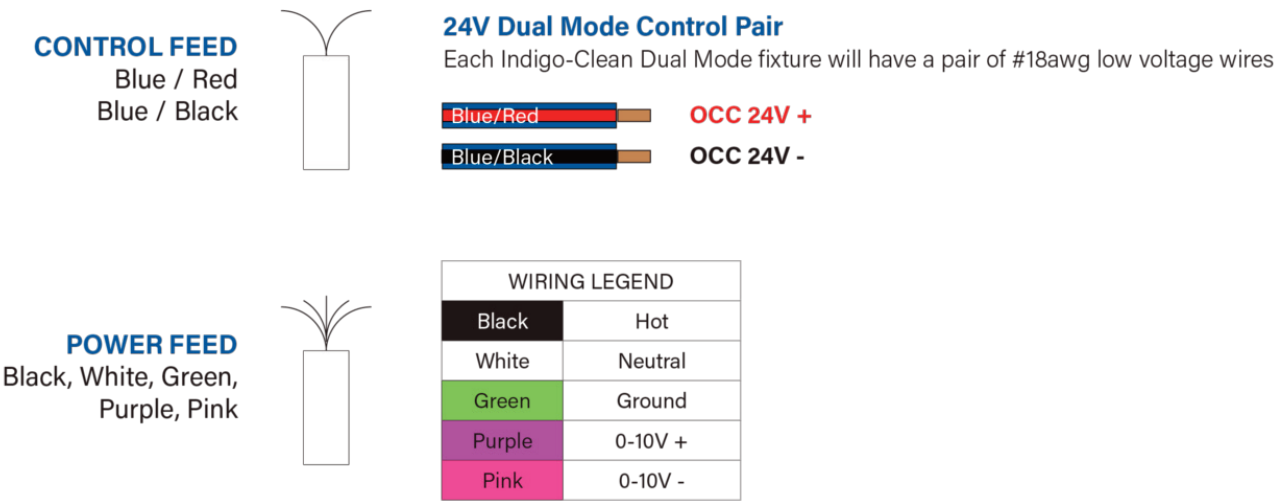 CONTROL FEED
Blue / Red
Blue / Black
24V Dual Mode Control Pair
Each Indigo-Clean Dual Mode fixture will have a pair of #18awg low voltage wires
Blue/Red OCC 24V +
Blue/Black OCC 24V -
POWER FEED
Black, White, Green,
Purple, Pink
WIRING LEGEND
Black Hot
White Neutral
Green Ground
Purple 0-10V +
Pink 0-10V -